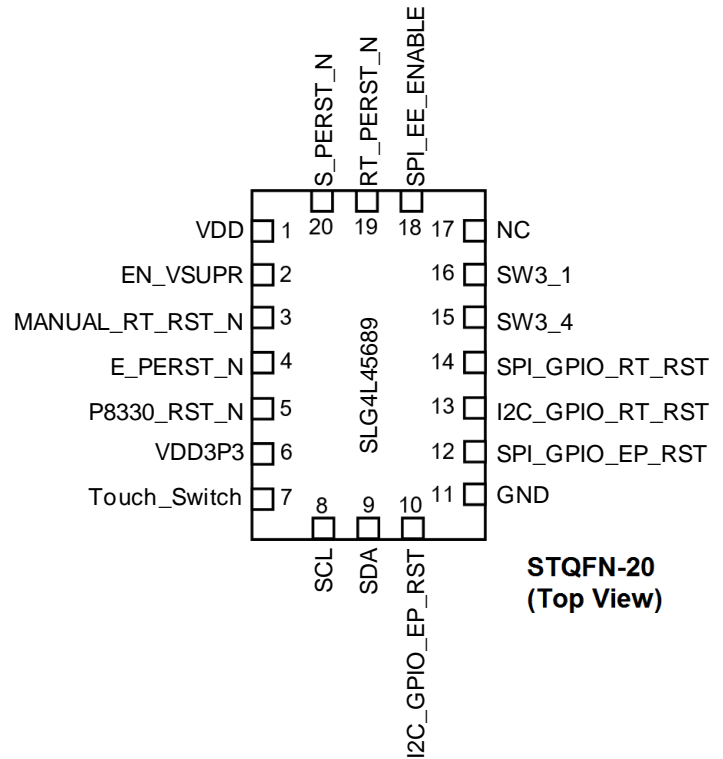 S_PERST_N
RT_PERST_N
SPI_EE_ENABLE
20
19
18
VDD 1
EN_VSUPR 2
MANUAL_RT_RST_N 3
E_PERST_N 4
P8330_RST_N 5
VDD3P3 6
Touch_Switch 7
SLG4L45689
17 NC
16 SW3_1
15 SW3_4
14 SPI_GPIO_RT_RST
13 I2C_GPIO_RT_RST
12 SPI_GPIO_EP_RST
11 GND
8
9
10
SCL
SDA
I2C_GPIO_EP_RST
STQFN-20
(Top View)